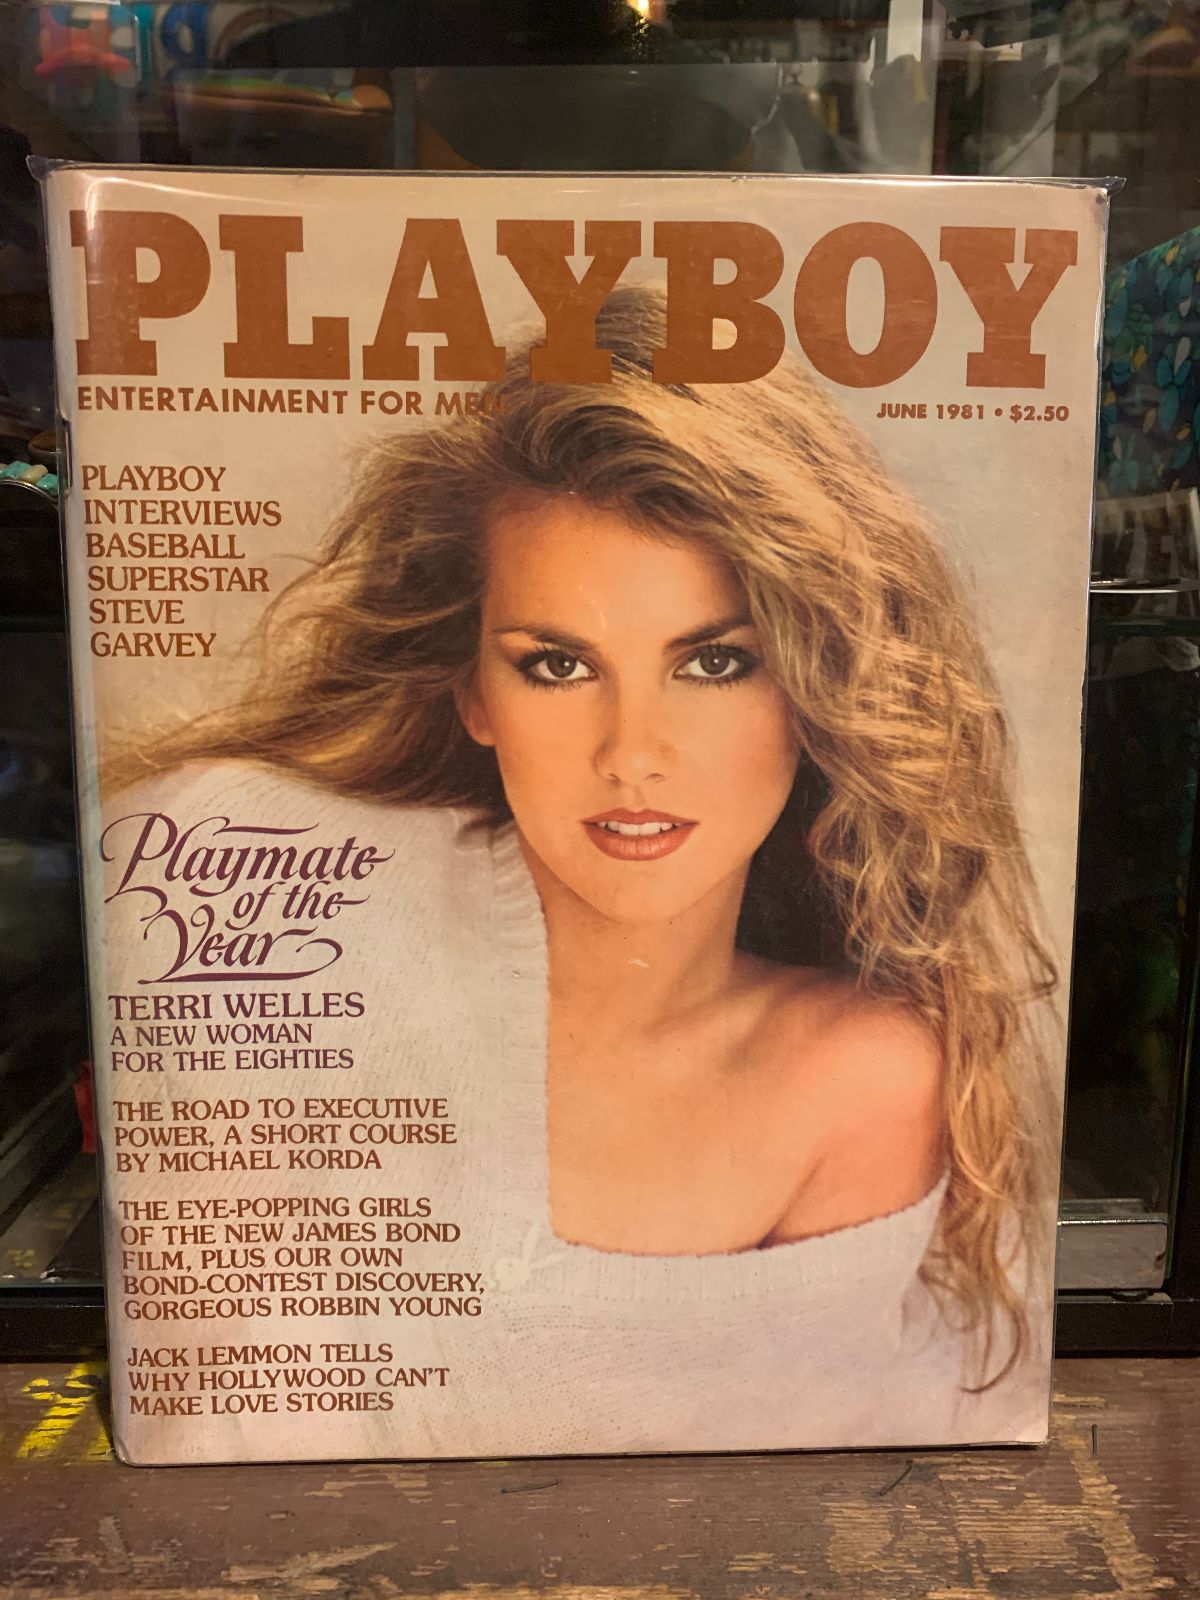 PLAYBOY
ENTERTAINMENT FOR MEN
JUNE 1981 • $2.50
PLAYBOY
INTERVIEWS
BASEBALL
SUPERSTAR
STEVE
GARVEY
Playmate
of the
Year
TERRI WELLES
A NEW WOMAN
FOR THE EIGHTIES
THE ROAD TO EXECUTIVE
POWER, A SHORT COURSE
BY MICHAEL KORDA
THE EYE-POPPING GIRLS
OF THE NEW JAMES BOND
FILM, PLUS OUR OWN
BOND-CONTEST DISCOVERY,
GORGEOUS ROBBIN YOUNG
JACK LEMMON TELLS
WHY HOLLYWOOD CAN'T
MAKE LOVE STORIES